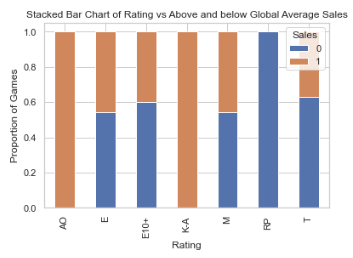 Stacked Bar Chart of Rating vs Above and below Global Average Sales
Sales
0
1
Proportion of Games
1.0
0.8
0.6
0.4
0.2
0.0
AO
E
E10+
K-A
M
RP
T
Rating